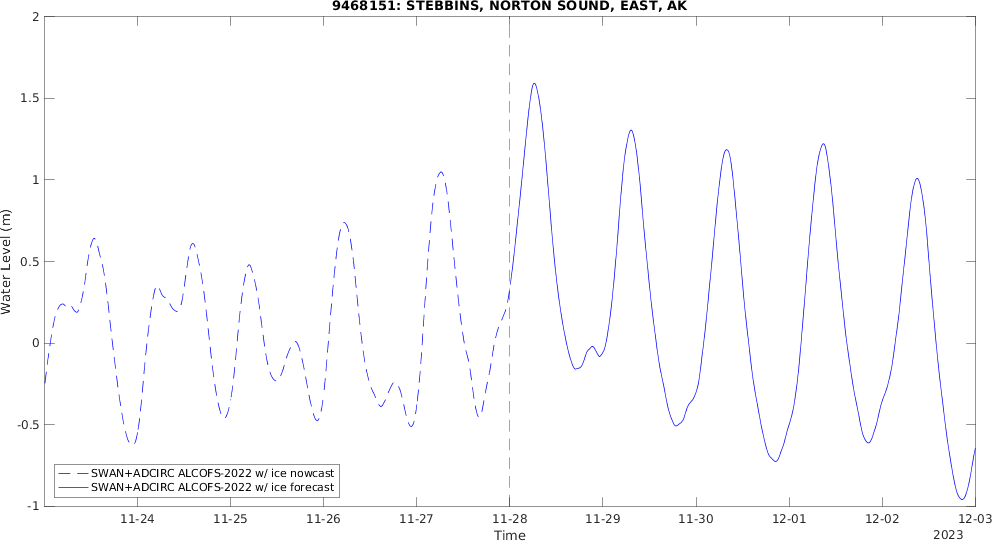 9468151: STEBBINS, NORTON SOUND, EAST, AK
Water Level (m)
2
1.5
1
0.5
0
-0.5
-1
SWAN+ADCIRC ALCOFS-2022 w/ ice nowcast
SWAN+ADCIRC ALCOFS-2022 w/ ice forecast
11-24 11-25 11-26 11-27 11-28 11-29 11-30 12-01 12-02 12-03
Time
2023